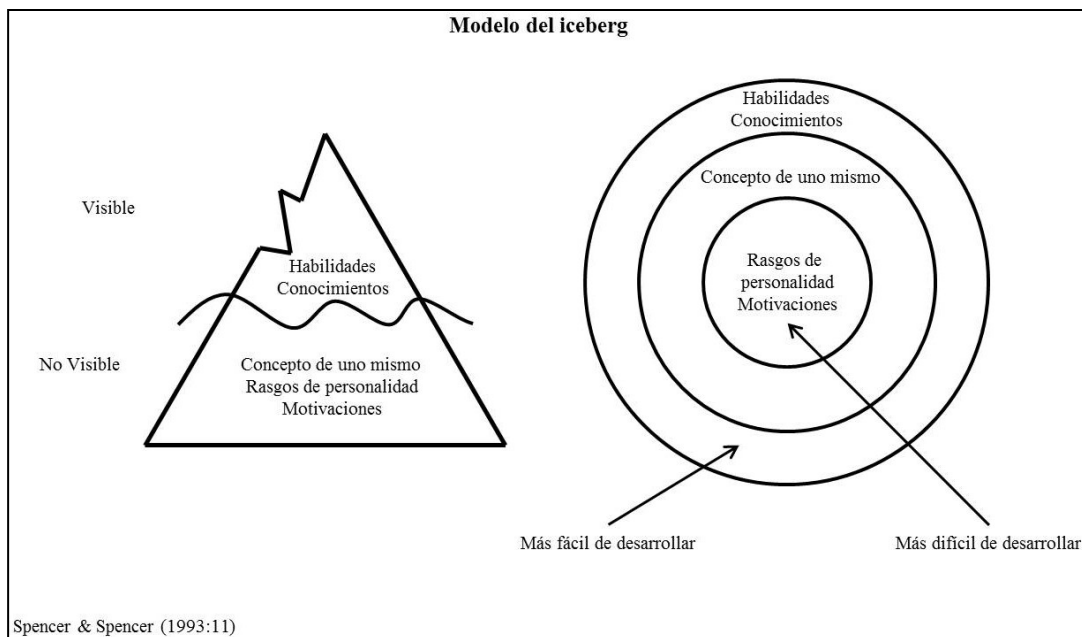 Modelo del iceberg
Visible
Habilidades
Conocimientos
No Visible
Concepto de uno mismo
Rasgos de personalidad
Motivaciones
Habilidades
Conocimientos
Concepto de uno mismo
Rasgos de
personalidad
Motivaciones
Más fácil de desarrollar
Más difícil de desarrollar
Spencer & Spencer (1993:11)